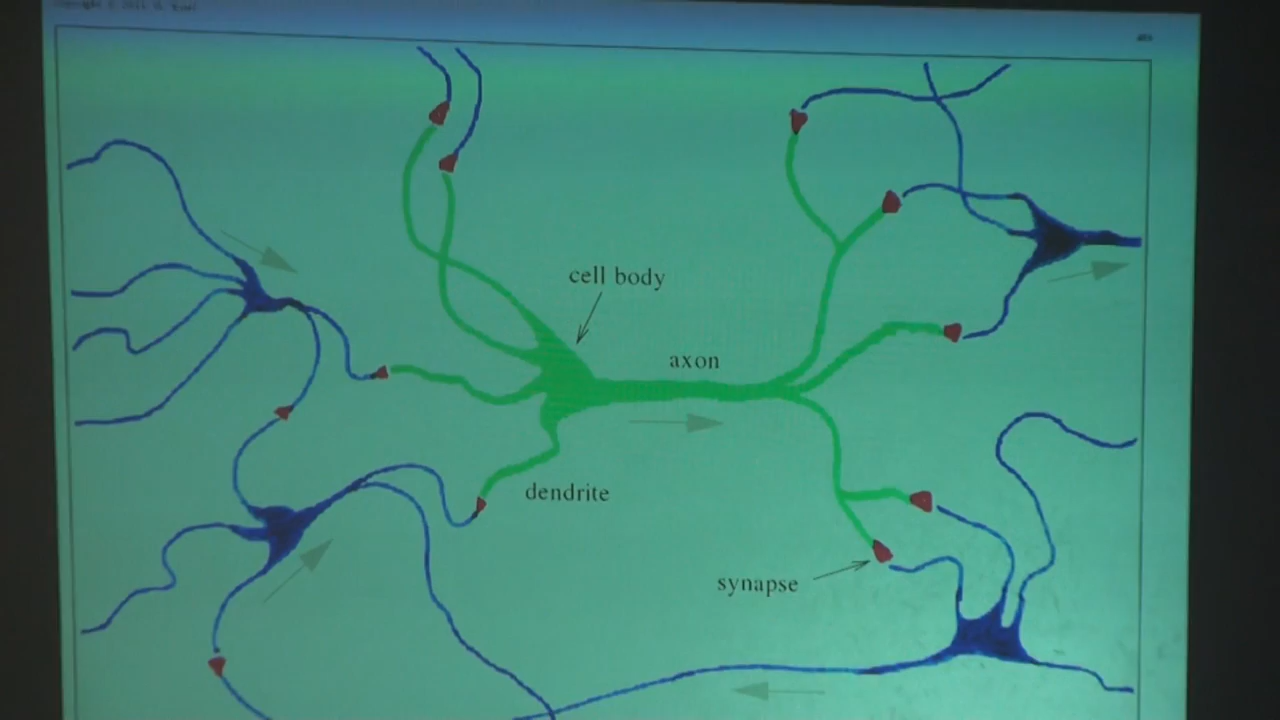 cell body
axon
dendrite
synapse